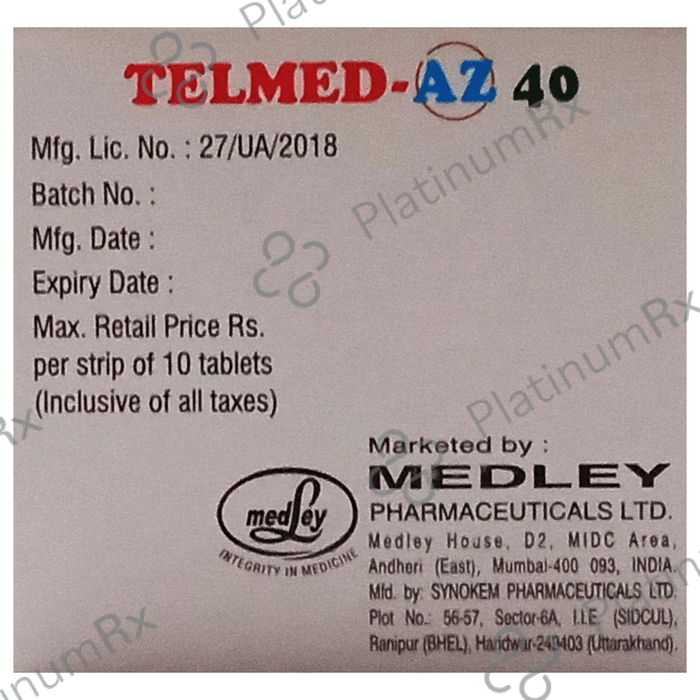 TELMED-AZ 40
Mfg. Lic. No. : 27/UA/2018
Batch No. :
Mfg. Date :
Expiry Date :
Max. Retail Price Rs.
per strip of 10 tablets
(Inclusive of all taxes)
Marketed by :
MEDLEY
PHARMACEUTICALS LTD.
Medley House, D2, MIDC Area,
Andheri (East), Mumbai-400 093, INDIA.
Mfd. by: SYNOKEM PHARMACEUTICALS LTD.
Plot No.: 56-57, Sector-6A, I.I.E. (SIDCUL),
Ranipur (BHEL), Haridwar-249403 (Uttarakhand).
medley
INTEGRITY IN MEDICINE
PlatinumRx
PlatinumRx
PlatinumRx
PlatinumRx
Platinum
Rx